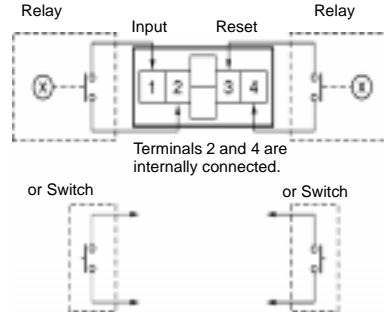 Relay
Relay
Input
Reset
X
1 2 3 4
X
Terminals 2 and 4 are
internally connected.
or Switch
or Switch